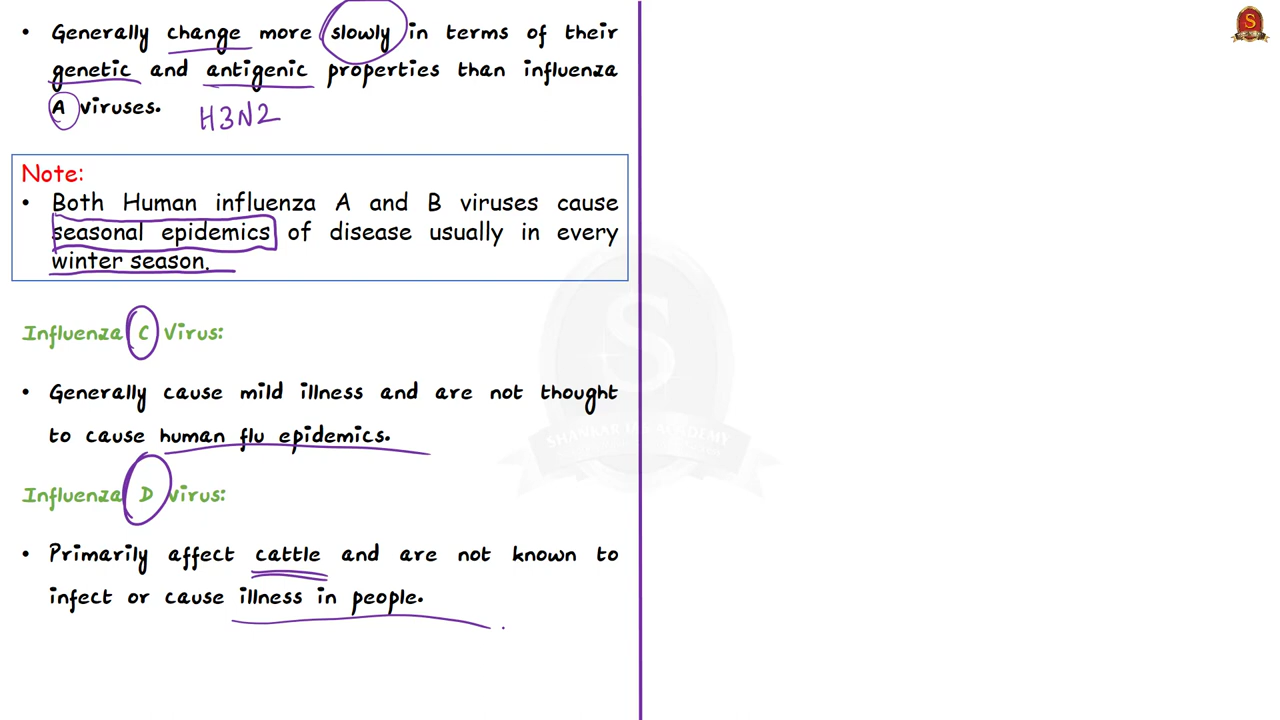 • Generally change more slowly in terms of their
genetic and antigenic properties than influenza
A viruses.
H3N2
Note:
• Both Human influenza A and B viruses cause
seasonal epidemics of disease usually in every
winter season.
Influenza C Virus:
• Generally cause mild illness and are not thought
to cause human flu epidemics.
Influenza D virus:
• Primarily affect cattle and are not known to
infect or cause illness in people.
S
S
SHANKAR IAS ACADEMY